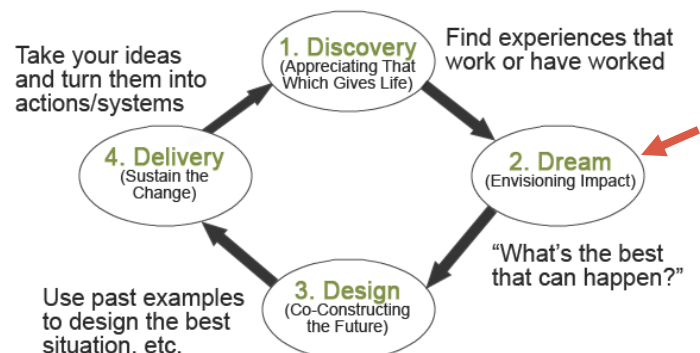 1. Discovery
(Appreciating That
Which Gives Life)
Find experiences that
work or have worked
2. Dream
(Envisioning Impact)
“What’s the best
that can happen?”
3. Design
(Co-Constructing
the Future)
Use past examples
to design the best
situation, etc.
4. Delivery
(Sustain the
Change)
Take your ideas
and turn them into
actions/systems